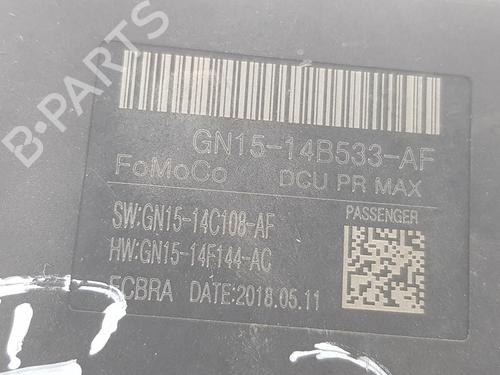 B-PARTS
GN15-14B533-AF
FoMoCo DCU PR MAX
SW:GN15-14C108-AF PASSENGER
HW:GN15-14F144-AC
ECBRA DATE:2018.05.11